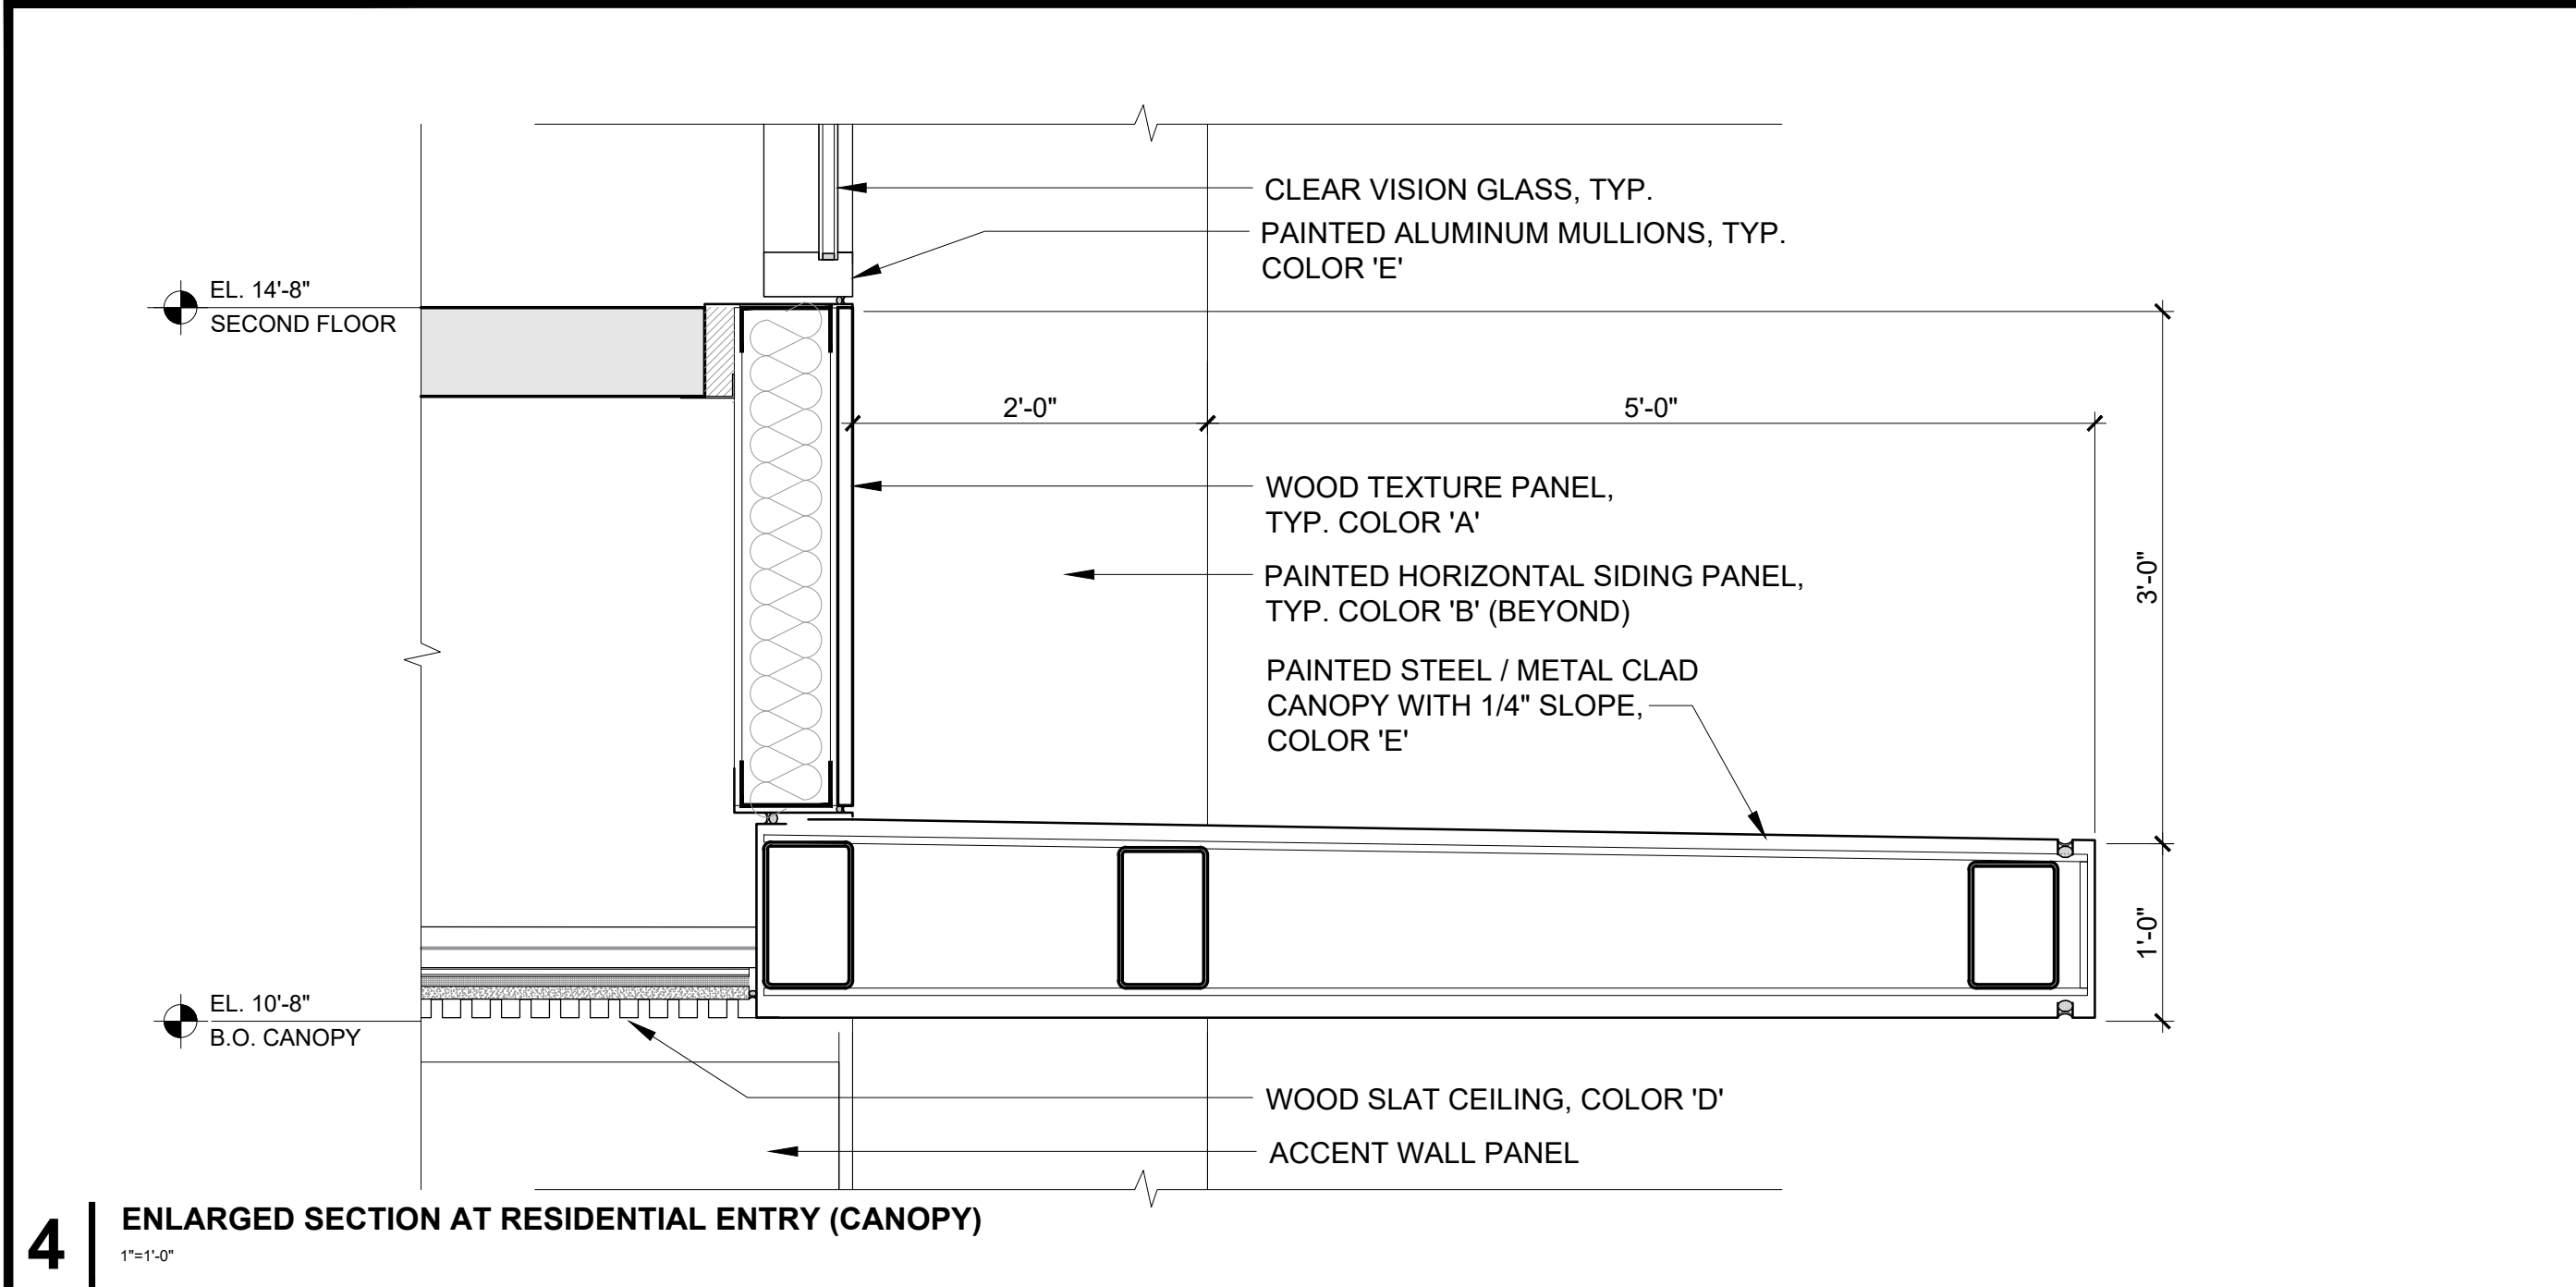 CLEAR VISION GLASS, TYP.
PAINTED ALUMINUM MULLIONS, TYP.
COLOR 'E'
EL. 14'-8"
SECOND FLOOR
2'-0"
5'-0"
WOOD TEXTURE PANEL,
TYP. COLOR 'A'
PAINTED HORIZONTAL SIDING PANEL,
TYP. COLOR 'B' (BEYOND)
3'-0"
PAINTED STEEL / METAL CLAD
CANOPY WITH 1/4" SLOPE,
COLOR 'E'
1'-0"
EL. 10'-8"
B.O. CANOPY
WOOD SLAT CEILING, COLOR 'D'
ACCENT WALL PANEL
4
ENLARGED SECTION AT RESIDENTIAL ENTRY (CANOPY)
1"=1'-0"